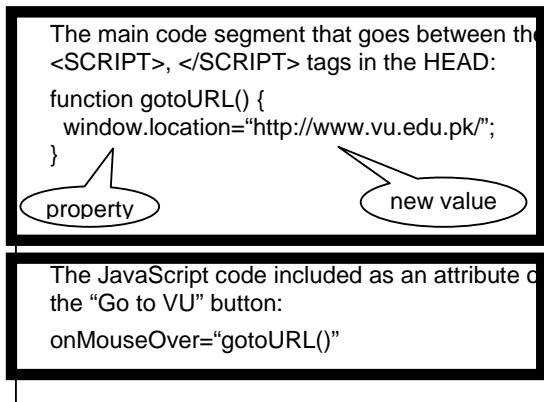 The main code segment that goes between the
<SCRIPT>, </SCRIPT> tags in the HEAD:
function gotoURL() {
window.location=“http://www.vu.edu.pk/”;
}
property
new value
The JavaScript code included as an attribute o
the “Go to VU” button:
onMouseOver=“gotoURL()”